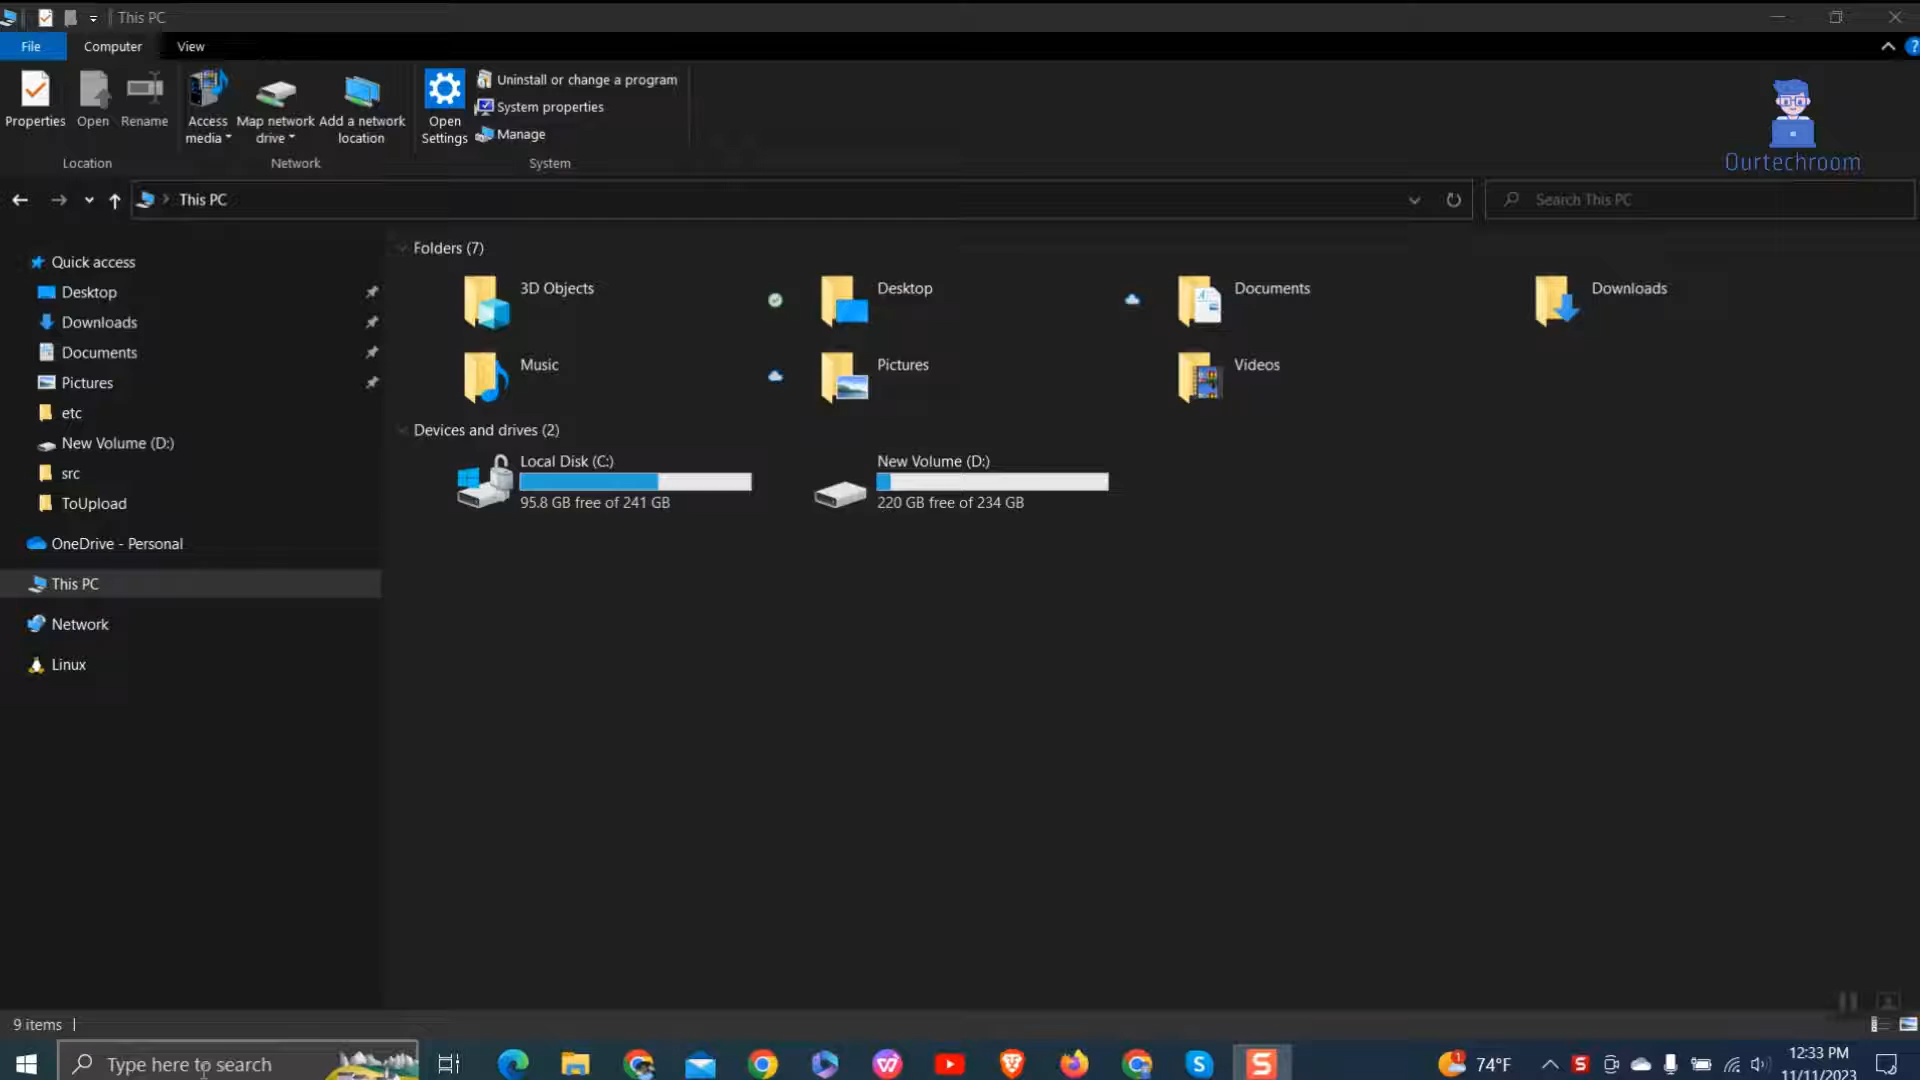 This PC
File Computer View
Properties Open Rename Access media Map network drive Add a network location Open Settings Uninstall or change a program
System properties
Manage
Location Network System
Ourtechroom
This PC Search This PC
Quick access
Desktop
Downloads
Documents
Pictures
etc
New Volume (D:)
src
ToUpload
OneDrive - Personal
This PC
Network
Linux
Folders (7)
3D Objects Desktop Documents Downloads
Music Pictures Videos
Devices and drives (2)
Local Disk (C:) New Volume (D:)
95.8 GB free of 241 GB 220 GB free of 234 GB
9 items
Type here to search 1 74°F 12:33 PM
11/11/2023